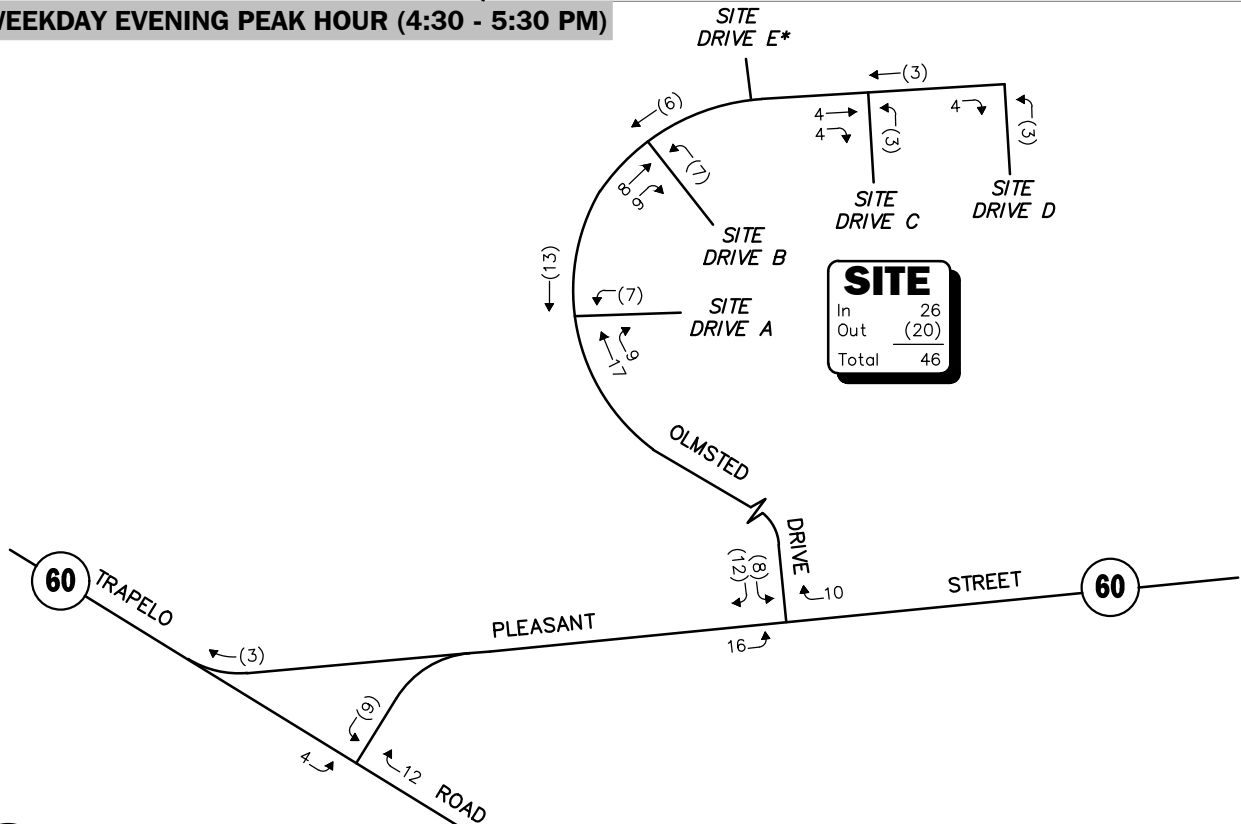 WEEKDAY EVENING PEAK HOUR (4:30 - 5:30 PM)
SITE
DRIVE E*
(3)
(6)
4
4
(3)
4
(3)
(7)
8
9
SITE
DRIVE C
SITE
DRIVE D
SITE
DRIVE B
(13)
(7)
SITE
DRIVE A
9
17
SITE
In 26
Out (20)
Total 46
OLMSTED
DRIVE
(12)
(8)
10
STREET
60
60
TRAPELO
PLEASANT
16
(3)
(9)
4
12
ROAD